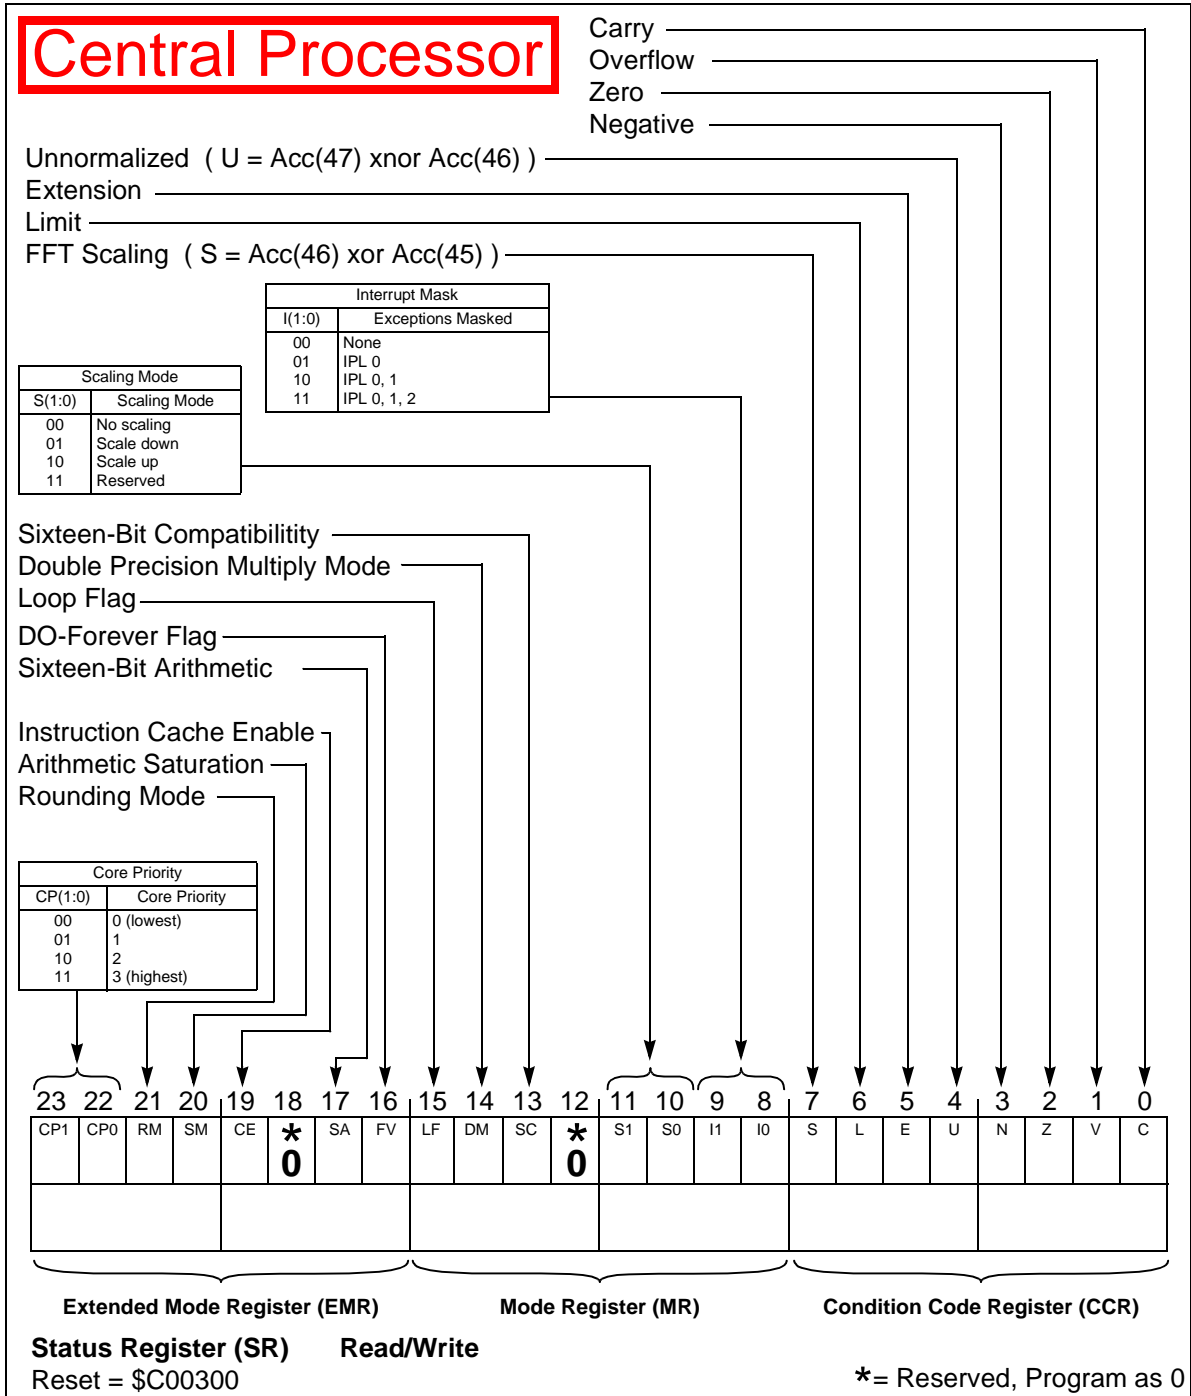 Central Processor
Carry
Overflow
Zero
Negative
Unnormalized ( U = Acc(47) xnor Acc(46) )
Extension
Limit
FFT Scaling ( S = Acc(46) xor Acc(45) )
Interrupt Mask
I(1:0) Exceptions Masked
00 None
01 IPL 0
10 IPL 0, 1
11 IPL 0, 1, 2
Scaling Mode
S(1:0) Scaling Mode
00 No scaling
01 Scale down
10 Scale up
11 Reserved
Sixteen-Bit Compatibilitity
Double Precision Multiply Mode
Loop Flag
DO-Forever Flag
Sixteen-Bit Arithmetic
Instruction Cache Enable
Arithmetic Saturation
Rounding Mode
Core Priority
CP(1:0) Core Priority
00 0 (lowest)
01 1
10 2
11 3 (highest)
23 22 21 20 19 18 17 16 15 14 13 12 11 10 9 8 7 6 5 4 3 2 1 0
CP1 CP0 RM SM CE * SA FV LF DM SC * S1 S0 I1 I0 S L E U N Z V C
0 0
Extended Mode Register (EMR) Mode Register (MR) Condition Code Register (CCR)
Status Register (SR) Read/Write
Reset = $C00300
*= Reserved, Program as 0